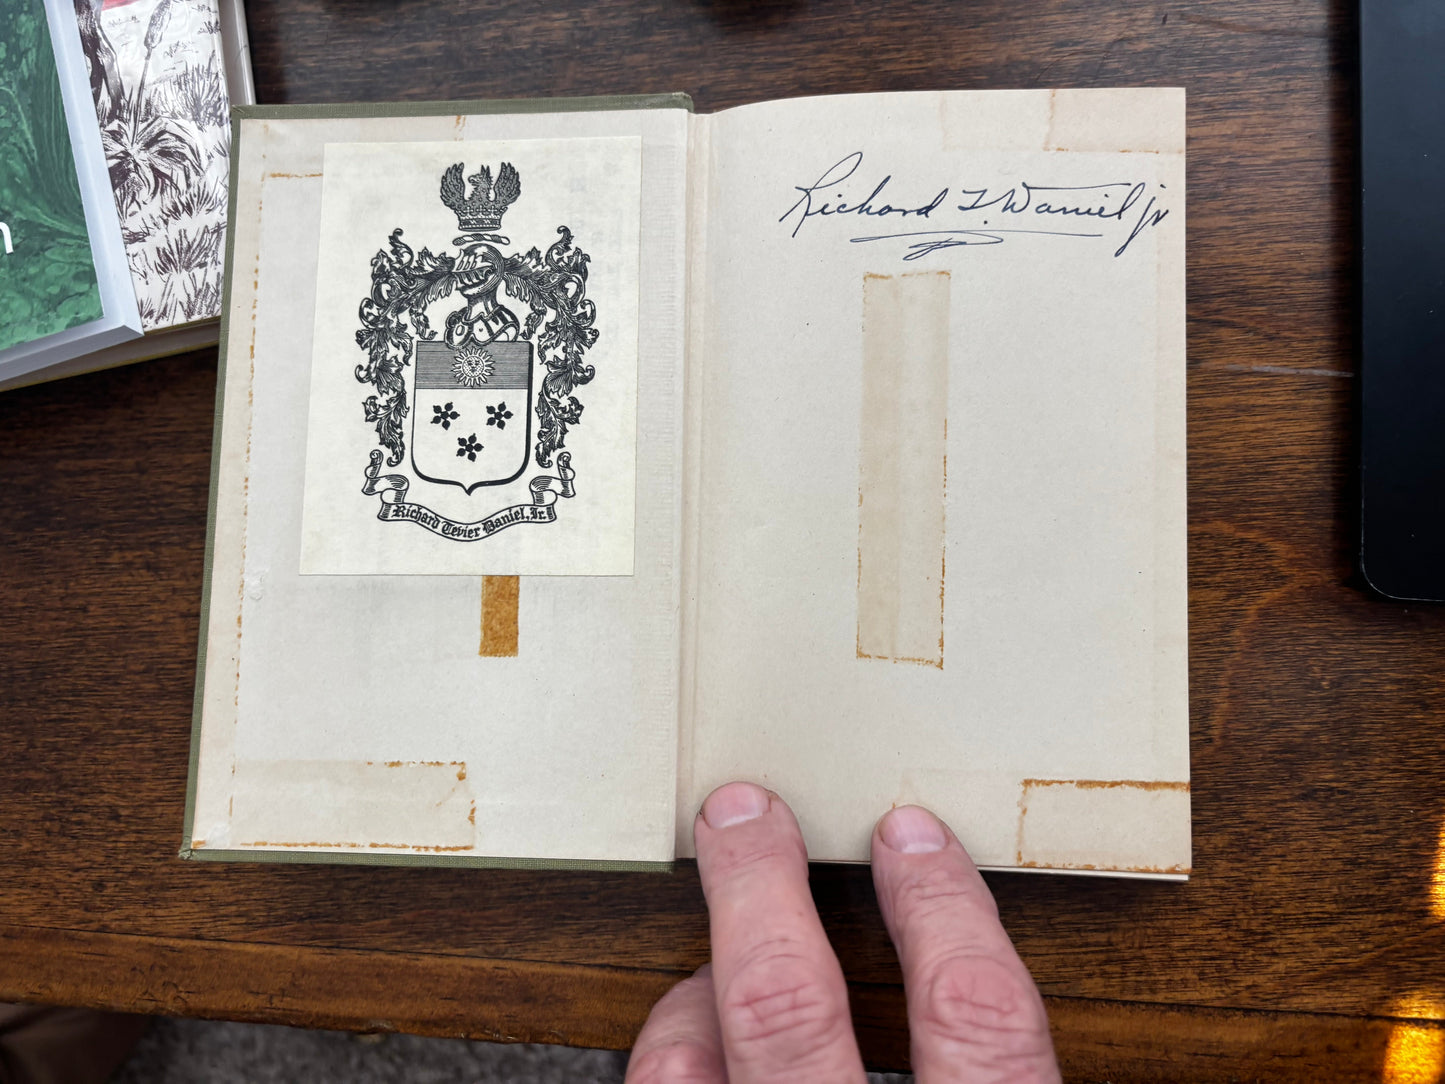 Richard Tevier Daniel, Jr.
Richard T. Daniel Jr